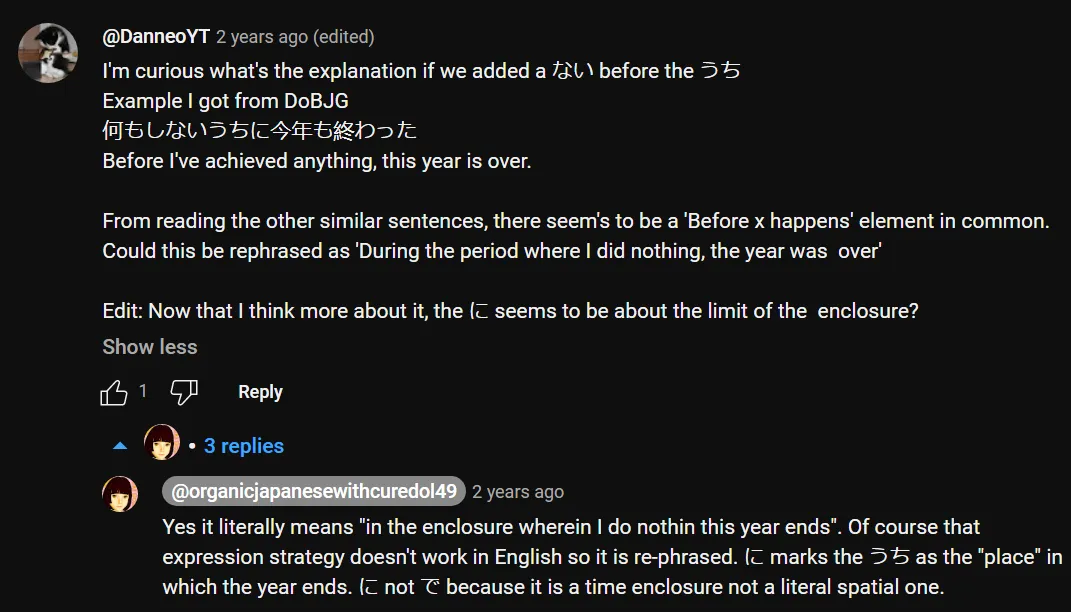 @DanneoYT 2 years ago (edited)
I'm curious what's the explanation if we added a ない before the うち
Example I got from DoBJG
何もしないうちに今年も終わった
Before I've achieved anything, this year is over.
From reading the other similar sentences, there seem's to be a 'Before x happens' element in common.
Could this be rephrased as 'During the period where I did nothing, the year was  over'
Edit: Now that I think more about it, the に seems to be about the limit of the  enclosure?
Show less
1 Reply
• 3 replies
@organicjapanesewithcuredol49 2 years ago
Yes it literally means "in the enclosure wherein I do nothin this year ends". Of course that
expression strategy doesn't work in English so it is re-phrased. に marks the うち as the "place" in
which the year ends. に not で because it is a time enclosure not a literal spatial one.